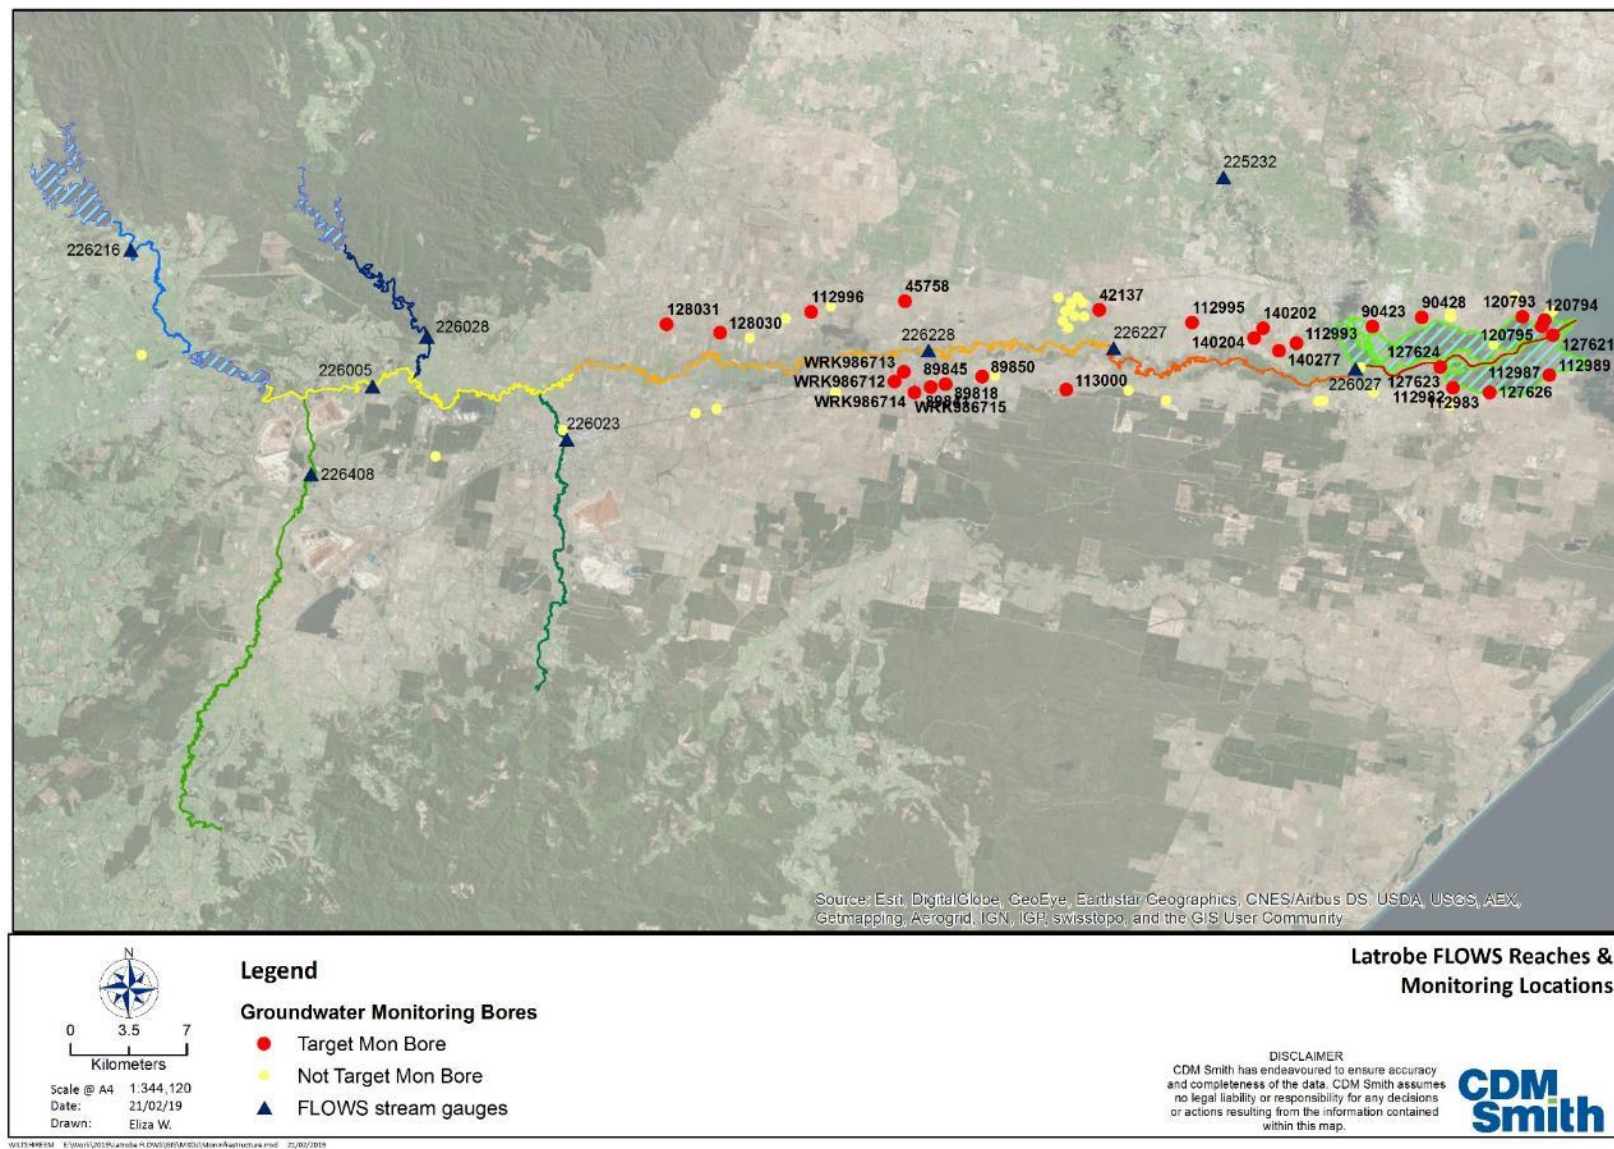 225232
226216
45758
112996
42137
128031
112995
140202
90423
90428
120793
120794
128030
226028
226228
226227
140204
112993
120795
127621
140277
127624
WRK986713
89845
89850
226005
WRK986712
113000
226027
127623
112987
112989
89818
WRK986714
WRK986715
112982
112983
127626
226023
226408
Source: Esri, DigitalGlobe, GeoEye, Earthstar Geographics, CNES/Airbus DS, USDA, USGS, AEX,
Getmapping, Aerogrid, IGN, IGP, swisstopo, and the GIS User Community
N
0 3.5 7
Kilometers
Scale @ A4 1:344,120
Date: 21/02/19
Drawn: Eliza W.
Legend
Groundwater Monitoring Bores
Target Mon Bore
Not Target Mon Bore
FLOWS stream gauges
Latrobe FLOWS Reaches &
Monitoring Locations
DISCLAIMER
CDM Smith has endeavoured to ensure accuracy
and completeness of the data. CDM Smith assumes
no legal liability or responsibility for any decisions
or actions resulting from the information contained
within this map.
CDM
Smith
21/02/2019